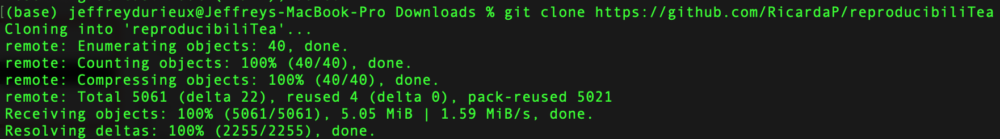 [(base) jeffreydurieux@Jeffreys-MacBook-Pro Downloads % git clone https://github.com/RicardaP/reproducibiliTea
Cloning into 'reproducibiliTea'...
remote: Enumerating objects: 40, done.
remote: Counting objects: 100% (40/40), done.
remote: Compressing objects: 100% (40/40), done.
remote: Total 5061 (delta 22), reused 4 (delta 0), pack-reused 5021
Receiving objects: 100% (5061/5061), 5.05 MiB | 1.59 MiB/s, done.
Resolving deltas: 100% (2255/2255), done.